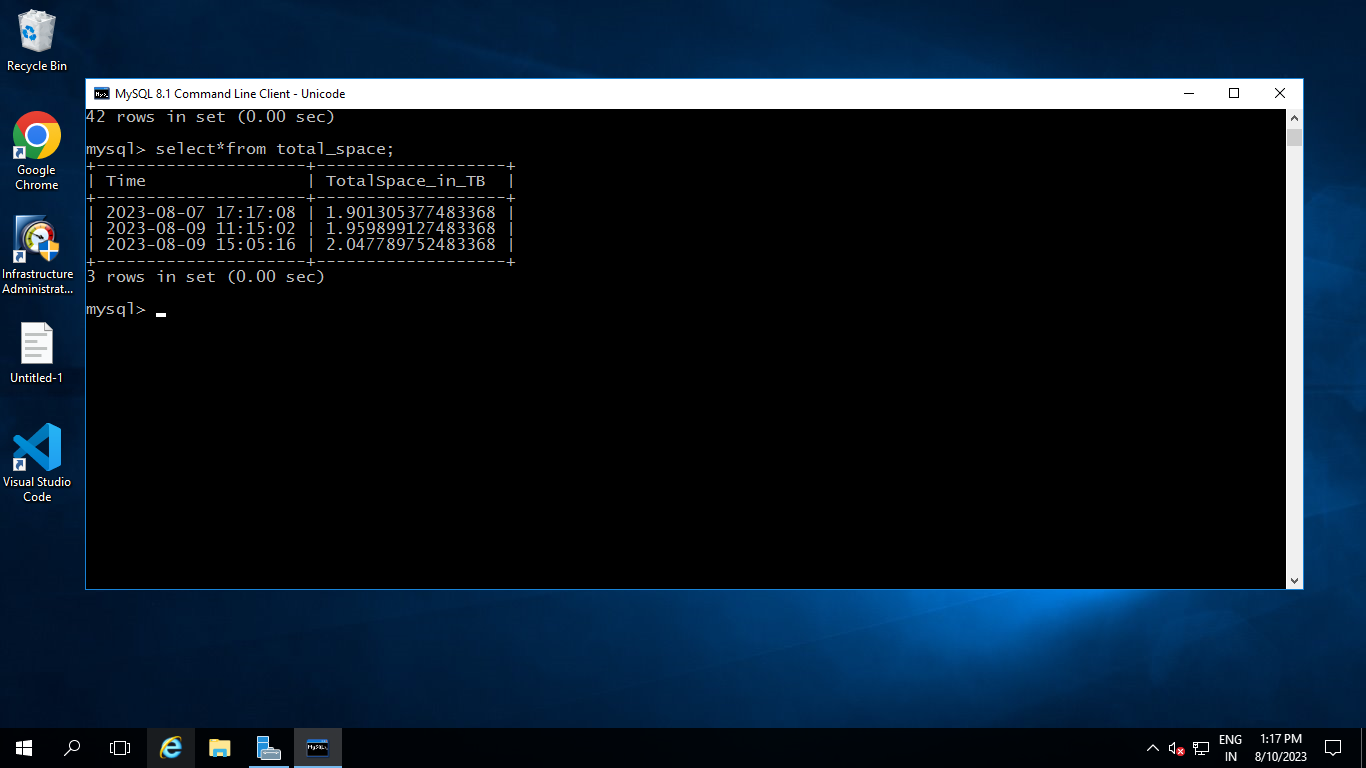 Recycle Bin
Google
Chrome
Infrastructure
Administrat...
Untitled-1
Visual Studio
Code
MySQL 8.1 Command Line Client - Unicode
42 rows in set (0.00 sec)
mysql> select*from total_space;
+---------------------+-------------------+
| Time                | TotalSpace_in_TB  |
+---------------------+-------------------+
| 2023-08-07 17:17:08 | 1.901305377483368 |
| 2023-08-09 11:15:02 | 1.959899127483368 |
| 2023-08-09 15:05:16 | 2.047789752483368 |
+---------------------+-------------------+
3 rows in set (0.00 sec)
mysql>
MySQL
ENG
IN
1:17 PM
8/10/2023